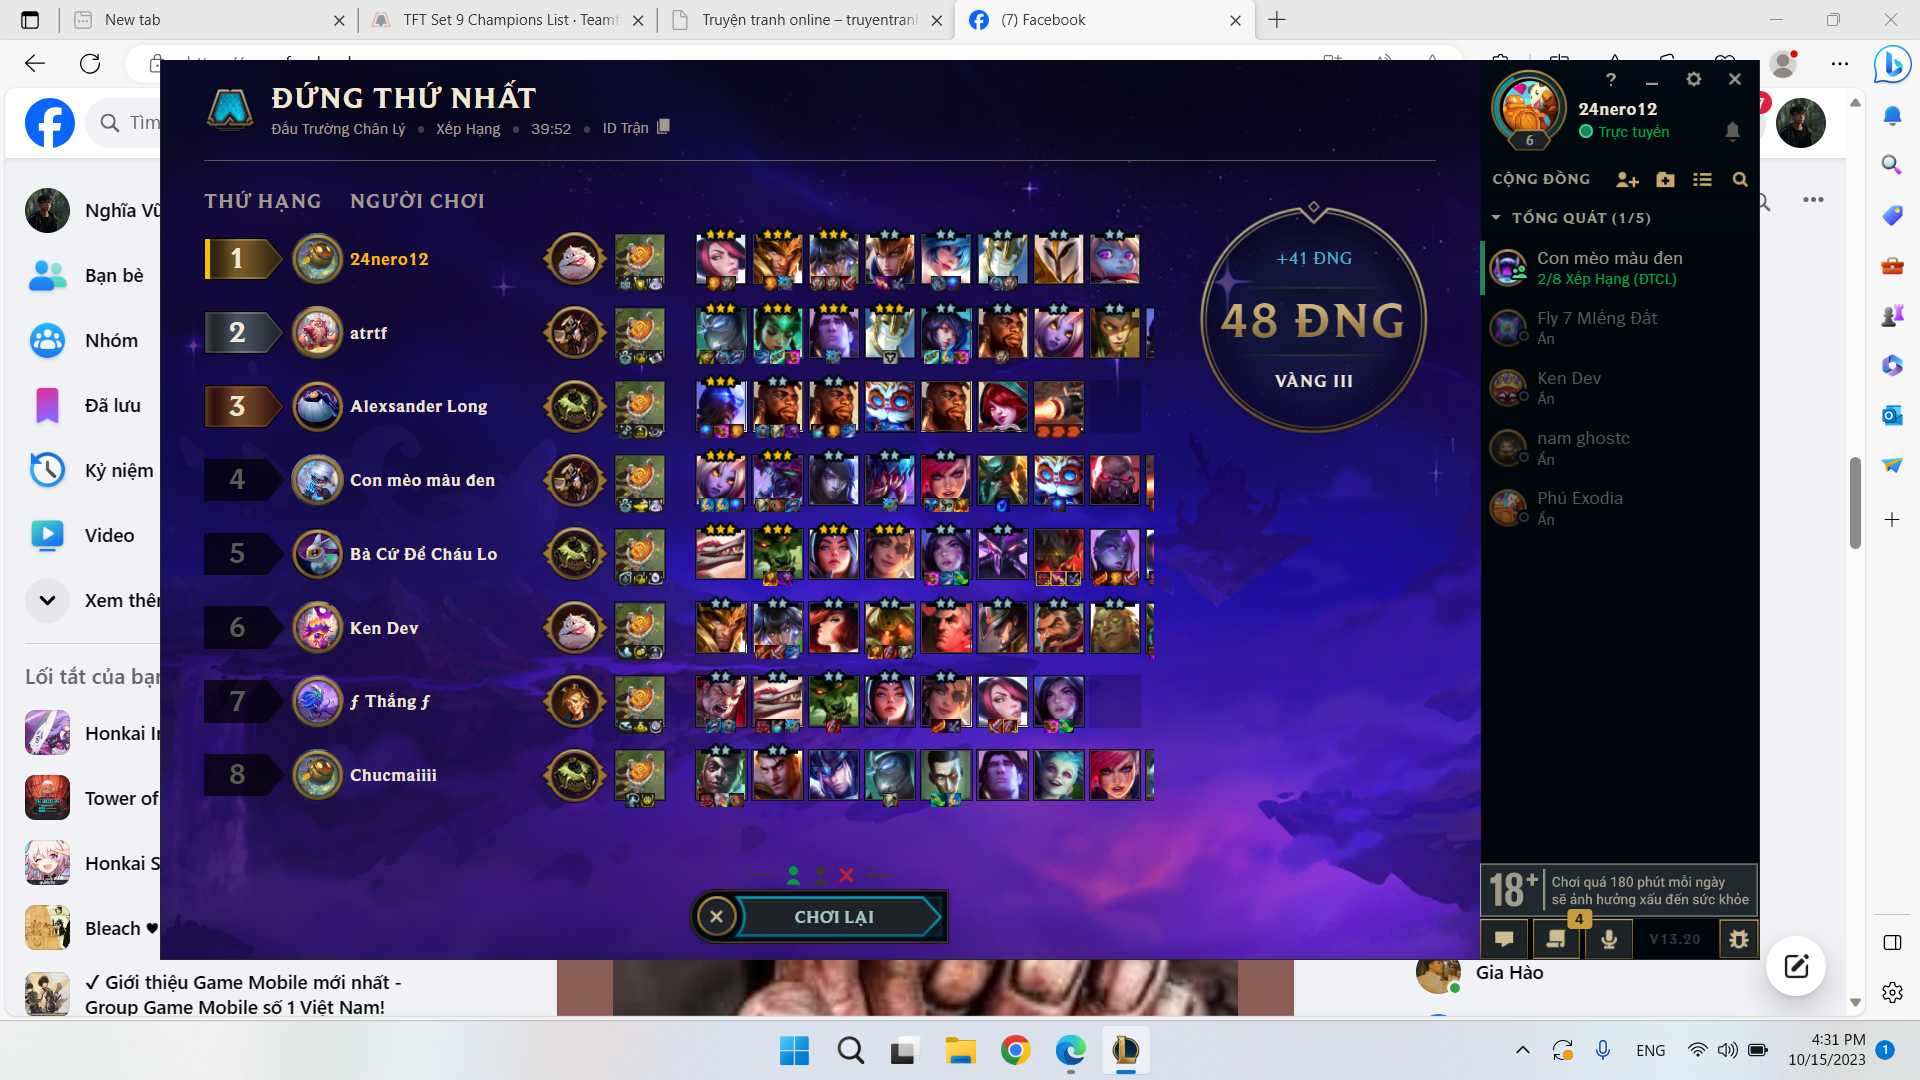 New tab
TFT Set 9 Champions List · Teamf
Truyện tranh online – truyentranh
(7) Facebook
ĐỨNG THỨ NHẤT
Đấu Trường Chân Lý • Xếp Hạng • 39:52 • ID Trận
24nero12
Trực tuyến
6
Tìm
CỘNG ĐỒNG
TỔNG QUÁT (1/5)
Con mèo màu đen
2/8 Xếp Hạng (ĐTCL)
Fly 7 Miếng Đất
Ẩn
Ken Dev
Ẩn
nam ghostc
Ẩn
Phú Exodia
Ẩn
THỨ HẠNG NGƯỜI CHƠI
1 24nero12
2 atrtf
3 Alexsander Long
4 Con mèo màu đen
5 Bà Cứ Để Cháu Lo
6 Ken Dev
7 ƒ Thắng ƒ
8 Chucmaiiii
+41 ĐNG
48 ĐNG
VÀNG III
CHƠI LẠI
Nghĩa Vũ
Bạn bè
Nhóm
Đã lưu
Kỷ niệm
Video
Xem thê
Lối tắt của bạ
Honkai I
Tower of
Honkai S
Bleach ♥
✓ Giới thiệu Game Mobile mới nhất -
Group Game Mobile số 1 Việt Nam!
18+
Chơi quá 180 phút mỗi ngày
sẽ ảnh hưởng xấu đến sức khỏe
4
V13.20
Gia Hào
ENG
4:31 PM
10/15/2023
1